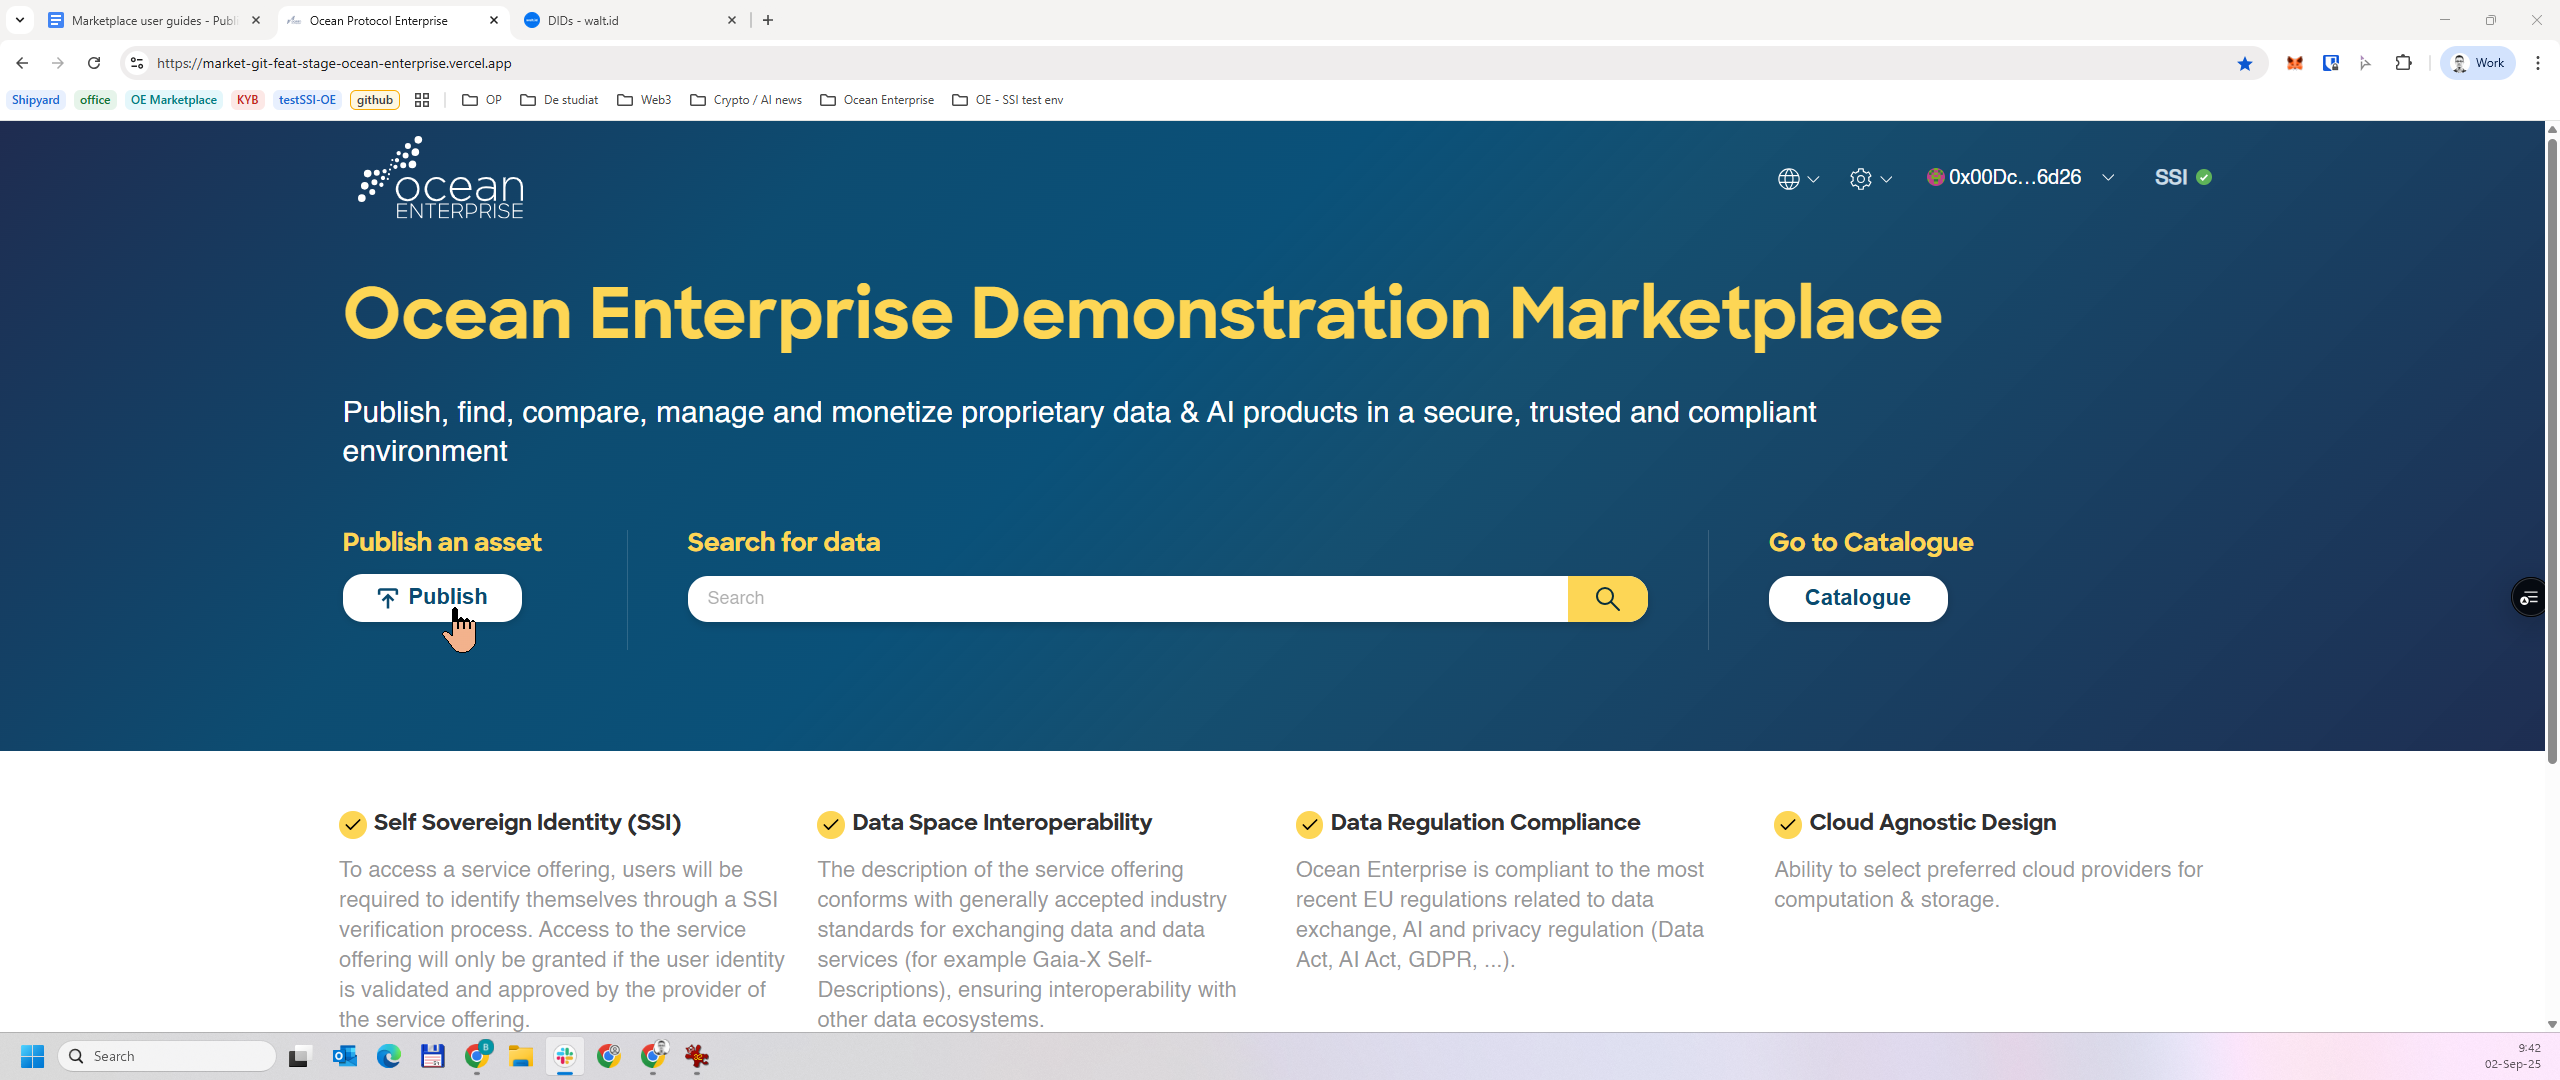 Marketplace user guides - Publ
Ocean Protocol Enterprise
DIDs - walt.id
https://market-git-feat-stage-ocean-enterprise.vercel.app
Work
Shipyard
office
OE Marketplace
KYB
testSSI-OE
github
OP
De studiat
Web3
Crypto / AI news
Ocean Enterprise
OE - SSI test env
ocean
ENTERPRISE
0x00Dc...6d26
SSI
Ocean Enterprise Demonstration Marketplace
Publish, find, compare, manage and monetize proprietary data & AI products in a secure, trusted and compliant
environment
Publish an asset
Search for data
Go to Catalogue
Publish
Search
Catalogue
Self Sovereign Identity (SSI)
To access a service offering, users will be
required to identify themselves through a SSI
verification process. Access to the service
offering will only be granted if the user identity
is validated and approved by the provider of
the service offering.
Data Space Interoperability
The description of the service offering
conforms with generally accepted industry
standards for exchanging data and data
services (for example Gaia-X Self-
Descriptions), ensuring interoperability with
other data ecosystems.
Data Regulation Compliance
Ocean Enterprise is compliant to the most
recent EU regulations related to data
exchange, AI and privacy regulation (Data
Act, AI Act, GDPR, ...).
Cloud Agnostic Design
Ability to select preferred cloud providers for
computation & storage.
Search
B
9:42
02-Sep-25